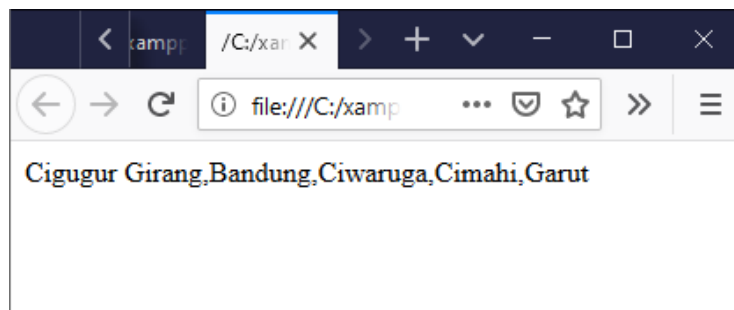 xampp
/C:/xar
file:///C:/xamp
Cigugur Girang,Bandung,Ciwaruga,Cimahi,Garut